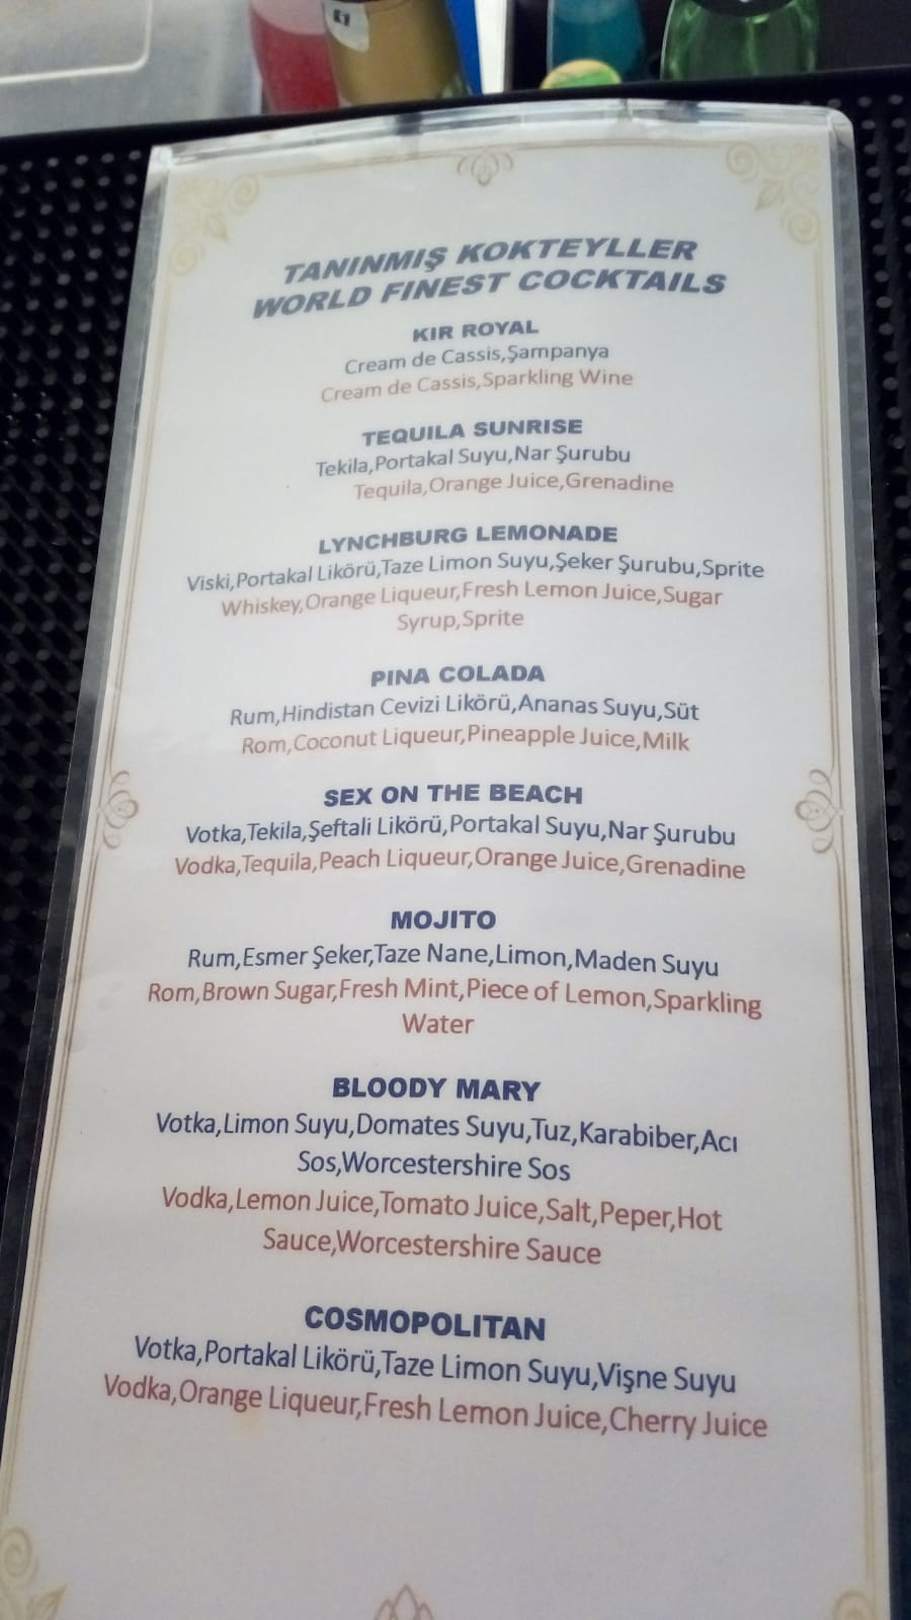 TANINMIŞ KOKTEYLLER
WORLD FINEST COCKTAILS
KIR ROYAL
Cream de Cassis,Şampanya
Cream de Cassis,Sparkling Wine
TEQUILA SUNRISE
Tekila,Portakal Suyu,Nar Şurubu
Tequila,Orange Juice,Grenadine
LYNCHBURG LEMONADE
Viski,Portakal Likörü,Taze Limon Suyu,Şeker Şurubu,Sprite
Whiskey,Orange Liqueur,Fresh Lemon Juice,Sugar
Syrup,Sprite
PINA COLADA
Rum,Hindistan Cevizi Likörü,Ananas Suyu,Süt
Rom,Coconut Liqueur,Pineapple Juice,Milk
SEX ON THE BEACH
Votka,Tekila,Şeftali Likörü,Portakal Suyu,Nar Şurubu
Vodka,Tequila,Peach Liqueur,Orange Juice,Grenadine
MOJITO
Rum,Esmer Şeker,Taze Nane,Limon,Maden Suyu
Rom,Brown Sugar,Fresh Mint,Piece of Lemon,Sparkling
Water
BLOODY MARY
Votka,Limon Suyu,Domates Suyu,Tuz,Karabiber,Acı
Sos,Worcestershire Sos
Vodka,Lemon Juice,Tomato Juice,Salt,Peper,Hot
Sauce,Worcestershire Sauce
COSMOPOLITAN
Votka,Portakal Likörü,Taze Limon Suyu,Vişne Suyu
Vodka,Orange Liqueur,Fresh Lemon Juice,Cherry Juice